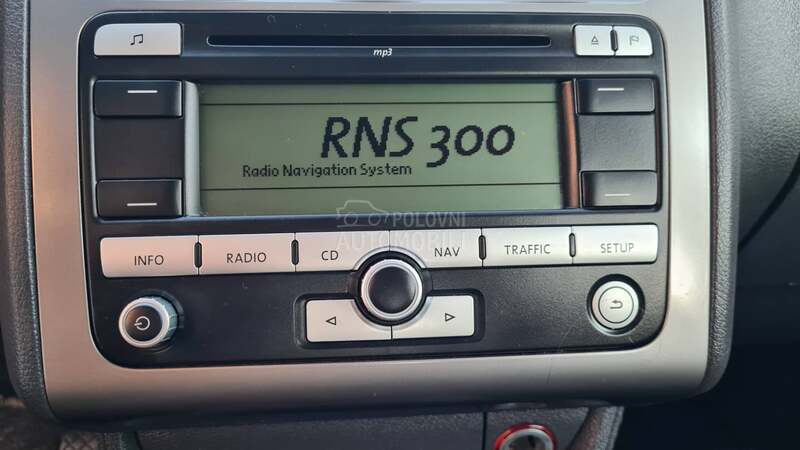 mp3
RNS 300
Radio Navigation System
POLOVNI
AUTOMOBILI
INFO
RADIO
CD
NAV
TRAFFIC
SETUP